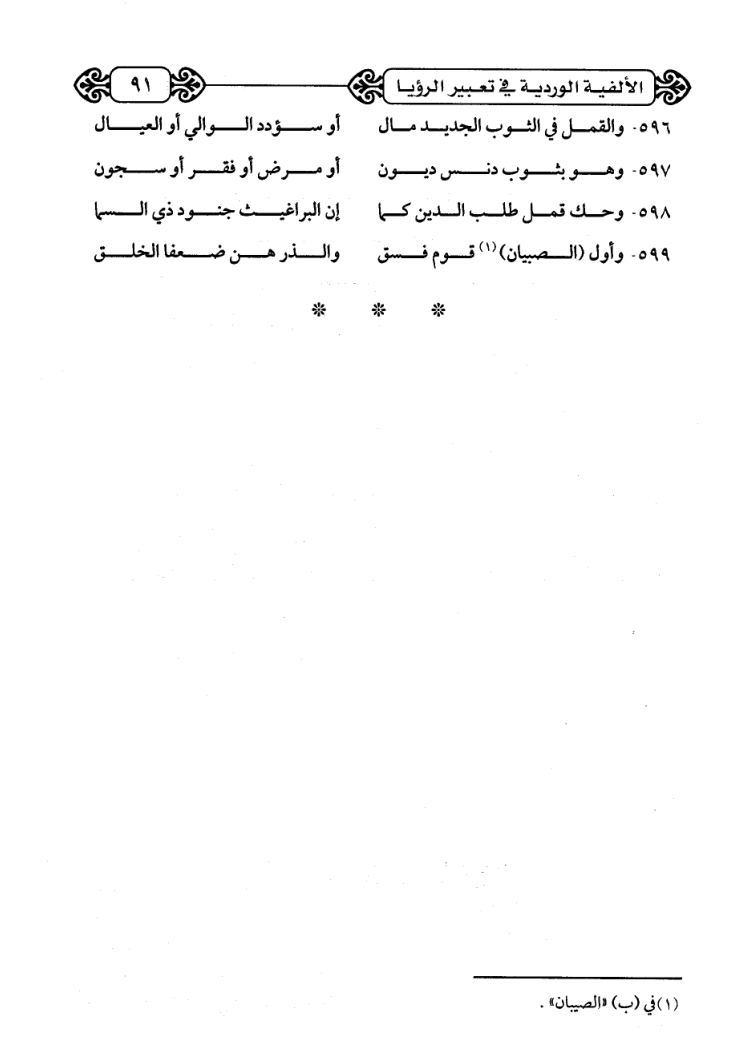 الألفية الوردية في تعبير الرؤيا ٩١
٥٩٦- والقمل في الثوب الجديد مال أو سؤدد الوالي أو العيال
٥٩٧- وهو بثوب دنس ديون أو مرض أو فقر أو سجون
٥٩٨- وحك قمل طلب الدين كما إن البراغيث جنود ذي السما
٥٩٩- وأول (الصبيان)(١) قوم فسق والذر هن ضعفا الخلق
* * *
(١) في (ب) «الصيبان» .